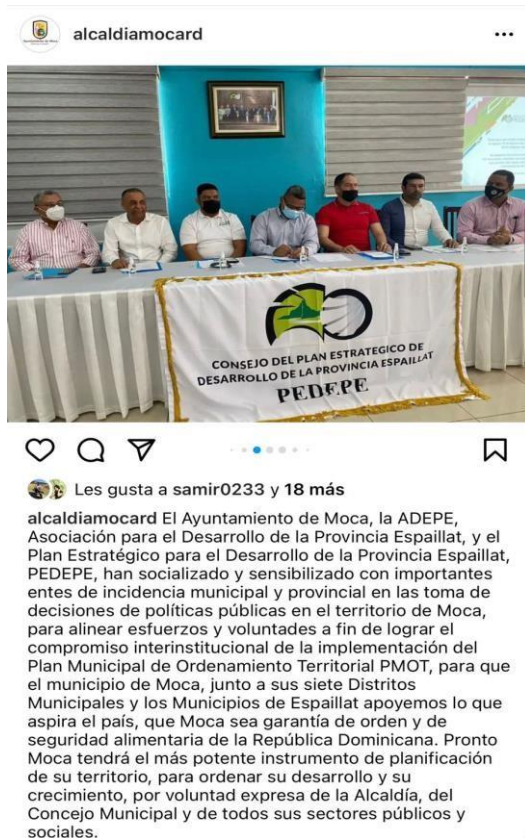 alcaldiamocard
CONSEJO DEL PLAN ESTRATEGICO DE
DESARROLLO DE LA PROVINCIA ESPAILLAT
PEDEPE
Les gusta a samir0233 y 18 más
alcaldiamocard El Ayuntamiento de Moca, la ADEPE,
Asociación para el Desarrollo de la Provincia Espaillat, y el
Plan Estratégico para el Desarrollo de la Provincia Espaillat,
PEDEPE, han socializado y sensibilizado con importantes
entes de incidencia municipal y provincial en las toma de
decisiones de políticas públicas en el territorio de Moca,
para alinear esfuerzos y voluntades a fin de lograr el
compromiso interinstitucional de la implementación del
Plan Municipal de Ordenamiento Territorial PMOT, para que
el municipio de Moca, junto a sus siete Distritos
Municipales y los Municipios de Espaillat apoyemos lo que
aspira el país, que Moca sea garantía de orden y de
seguridad alimentaria de la República Dominicana. Pronto
Moca tendrá el más potente instrumento de planificación
de su territorio, para ordenar su desarrollo y su
crecimiento, por voluntad expresa de la Alcaldía, del
Concejo Municipal y de todos sus sectores públicos y
sociales.